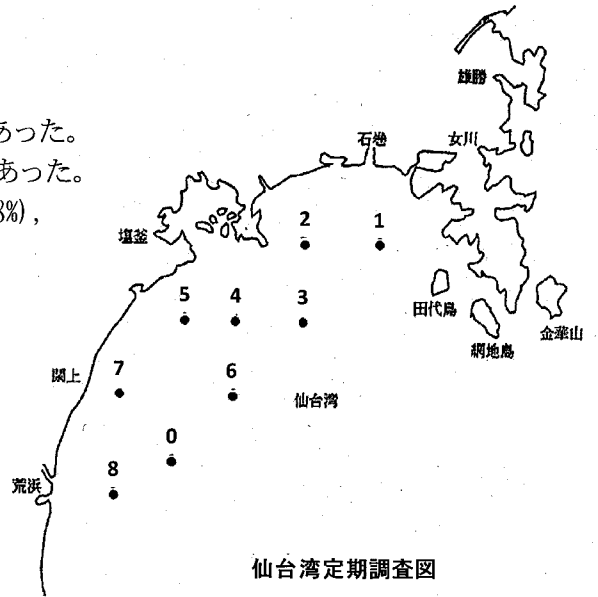 雄勝
あった。
石巻
女川
あった。
8%），
塩釜
2
1
5
4
3
田代島
金華山
網地島
7
6
閖上
仙台湾
0
8
荒浜
仙台湾定期調査図